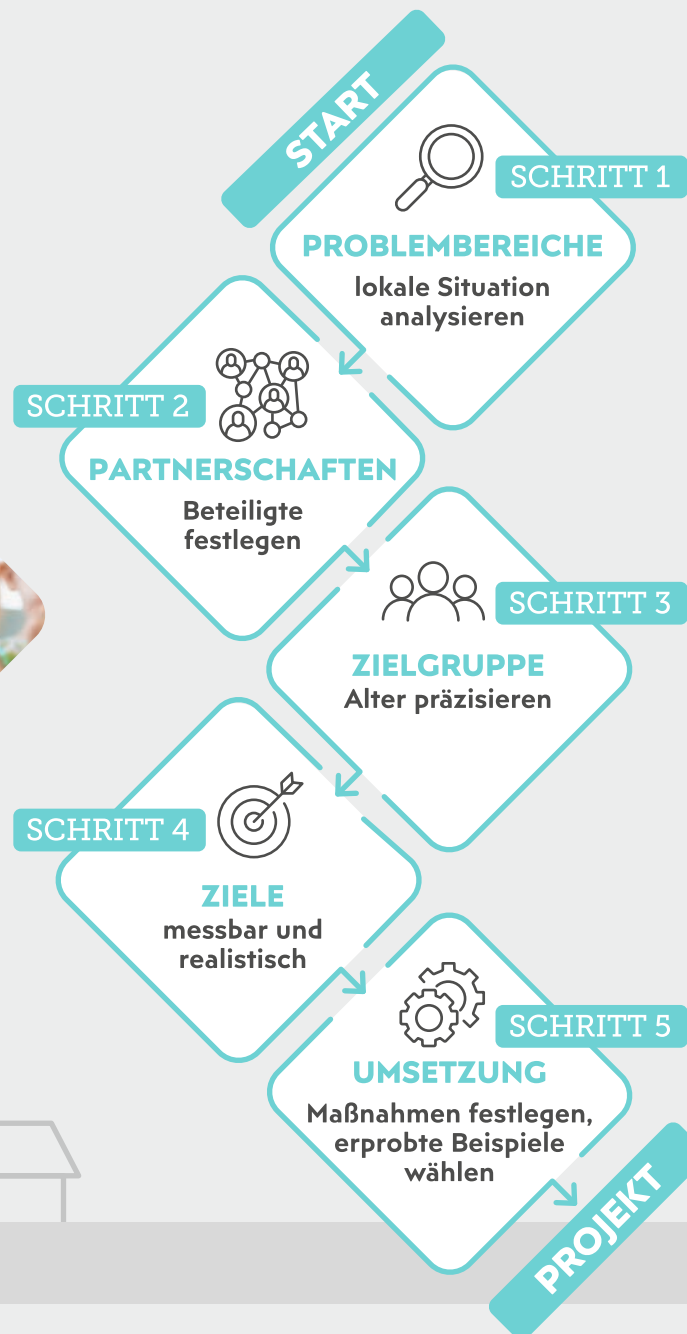 START
SCHRITT 1
PROBLEMBEREICHE
lokale Situation
analysieren
SCHRITT 2
PARTNERSCHAFTEN
Beteiligte
festlegen
SCHRITT 3
ZIELGRUPPE
Alter präzisieren
SCHRITT 4
ZIELE
messbar und
realistisch
SCHRITT 5
UMSETZUNG
Maßnahmen festlegen,
erprobte Beispiele
wählen
PROJEKT